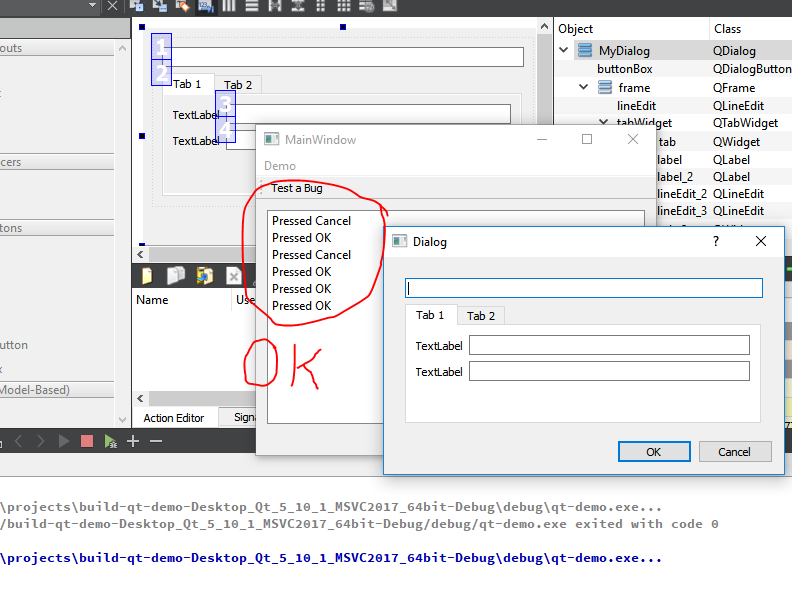 outs
Object Class
MyDialog QDialog
buttonBox QDialogButton
frame QFrame
lineEdit QLineEdit
tabWidget QTabWidget
tab QWidget
label QLabel
label_2 QLabel
lineEdit_2 QLineEdit
lineEdit_3 QLineEdit
1
2
Tab 1 Tab 2
3
TextLabel
4
TextLabel
cers
tons
utton
Model-Based)
MainWindow
Demo
Test a Bug
Pressed Cancel
Pressed OK
Pressed Cancel
Pressed OK
Pressed OK
Pressed OK
OK
Name Use
Action Editor Signa
Dialog
?
Tab 1 Tab 2
TextLabel
TextLabel
OK Cancel
\projects\build-qt-demo-Desktop_Qt_5_10_1_MSVC2017_64bit-Debug\debug\qt-demo.exe...
/build-qt-demo-Desktop_Qt_5_10_1_MSVC2017_64bit-Debug/debug/qt-demo.exe exited with code 0
\projects\build-qt-demo-Desktop_Qt_5_10_1_MSVC2017_64bit-Debug\debug\qt-demo.exe...